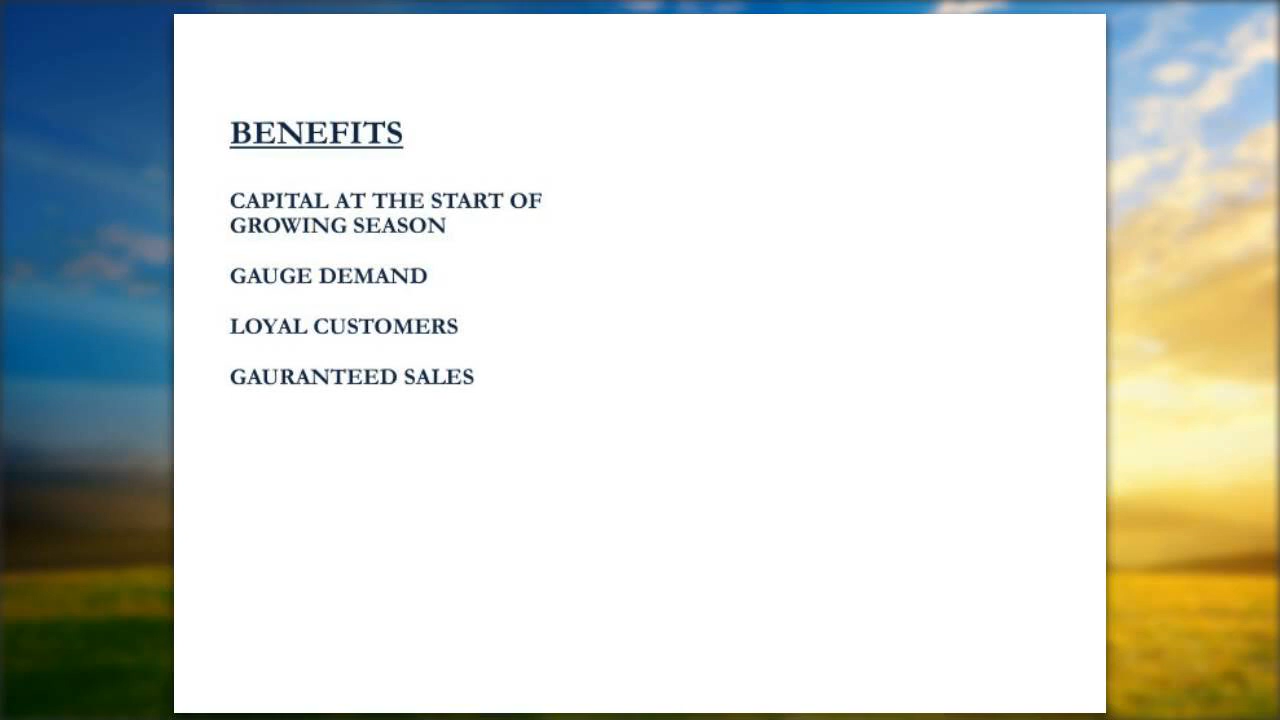 BENEFITS
CAPITAL AT THE START OF
GROWING SEASON
GAUGE DEMAND
LOYAL CUSTOMERS
GAURANTEED SALES